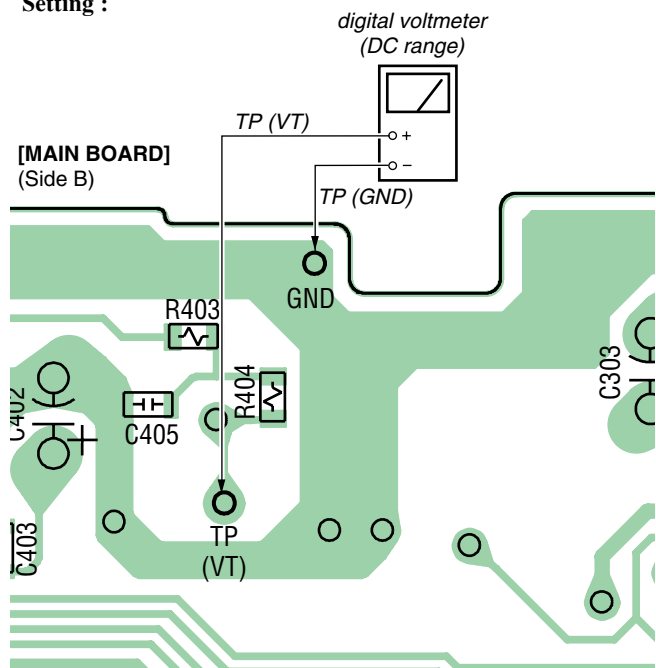 Setting :
digital voltmeter
(DC range)
TP (VT)
+
–
[MAIN BOARD]
(Side B)
TP (GND)
GND
R403
R404
C303
C402
+
C405
C403
TP
(VT)